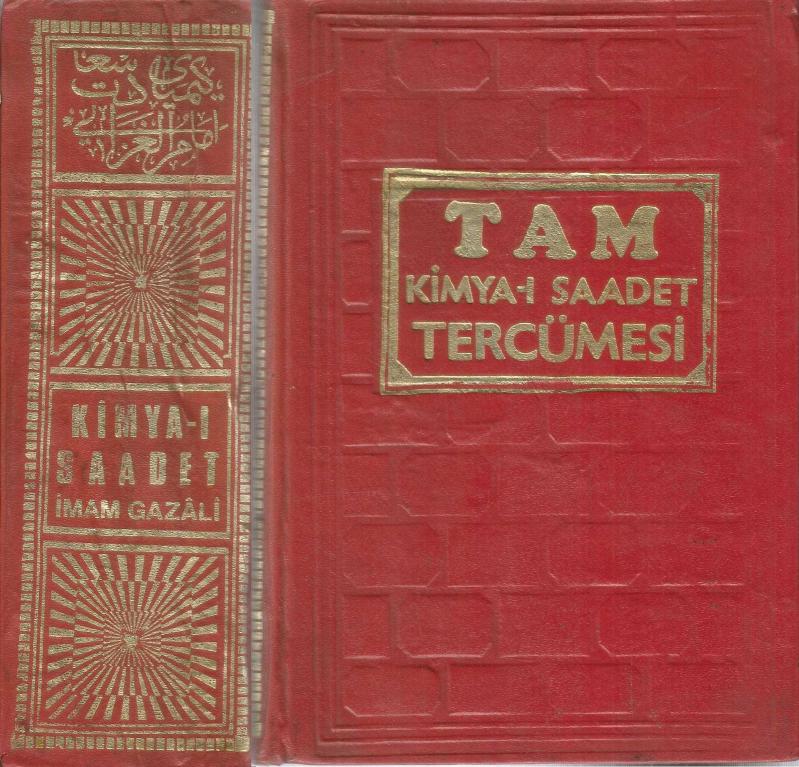 كيمياى سعادت
امام الغزالى
KİMYA-I
SAADET
İMAM GAZÂLİ
TAM
KİMYA-I SAADET
TERCÜMESİ